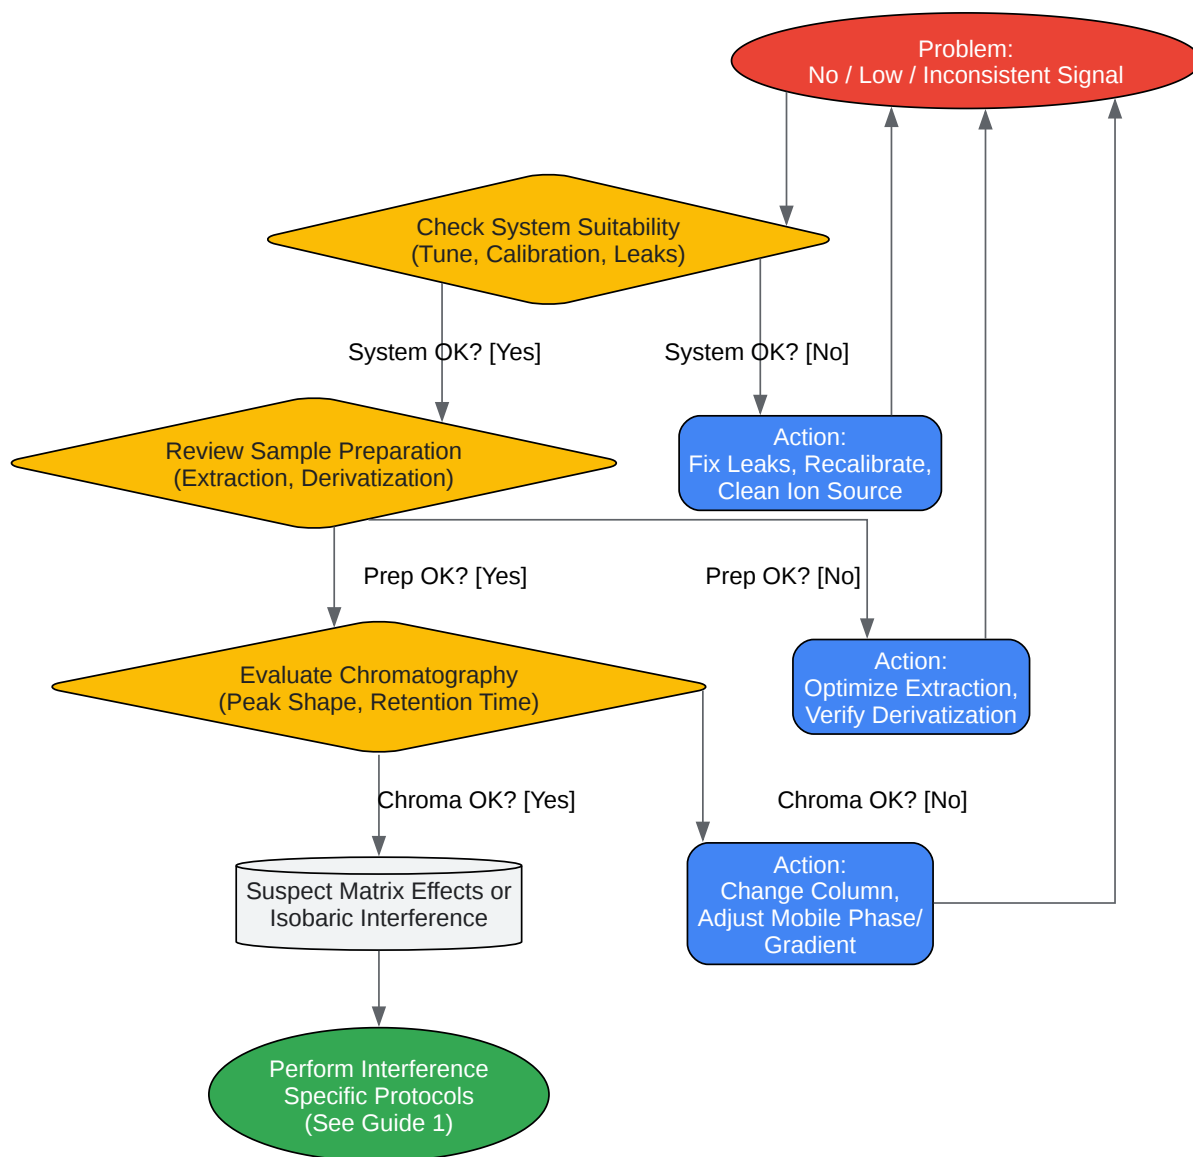 Problem:
No / Low / Inconsistent Signal
Check System Suitability
(Tune, Calibration, Leaks)
System OK? [Yes]
System OK? [No]
Review Sample Preparation
(Extraction, Derivatization)
Action:
Fix Leaks, Recalibrate,
Clean Ion Source
Prep OK? [Yes]
Prep OK? [No]
Evaluate Chromatography
(Peak Shape, Retention Time)
Action:
Optimize Extraction,
Verify Derivatization
Chroma OK? [Yes]
Chroma OK? [No]
Suspect Matrix Effects or
Isobaric Interference
Action:
Change Column,
Adjust Mobile Phase/
Gradient
Perform Interference
Specific Protocols
(See Guide 1)